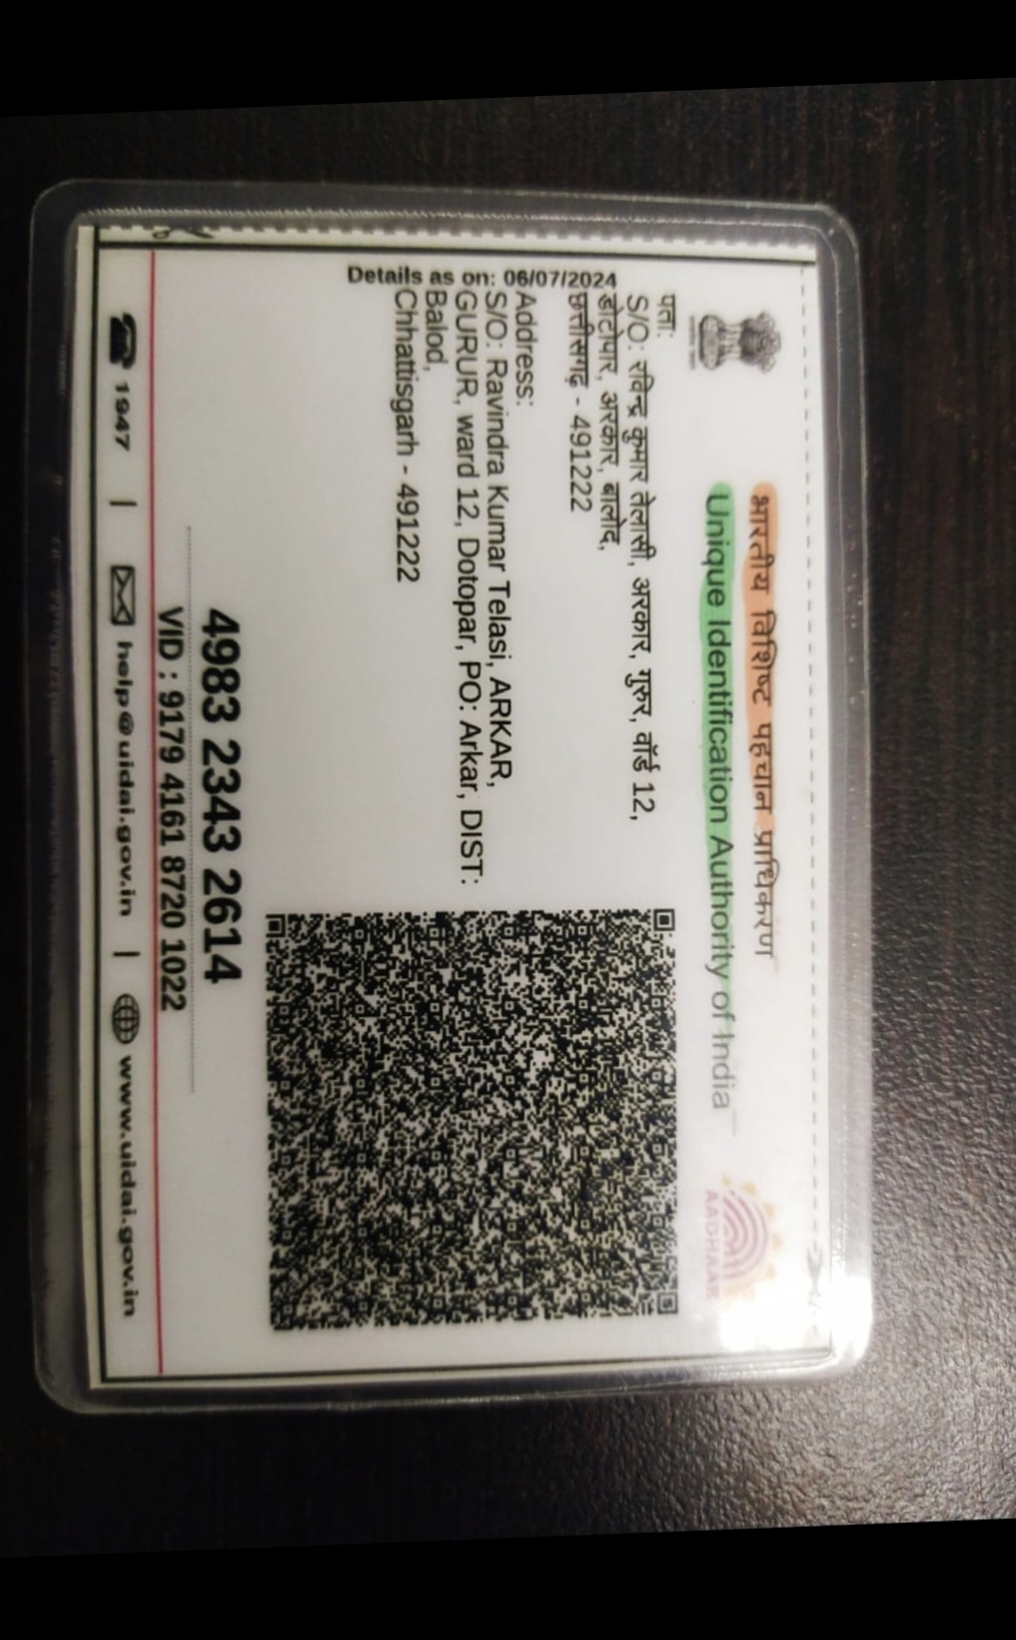 भारतीय विशिष्ट पहचान प्राधिकरण
Unique Identification Authority of India
AADHAAR
Details as on: 06/07/2024
पता:
S/O: रविन्द्र कुमार तेलासी, अरकार, गुरुर, वॉर्ड 12,
डोटोपार, अरकार, बालोद,
छत्तीसगढ़ - 491222
Address:
S/O: Ravindra Kumar Telasi, ARKAR,
GURUR, ward 12, Dotopar, PO: Arkar, DIST:
Balod,
Chhattisgarh - 491222
4983 2343 2614
VID : 9179 4161 8720 1022
1947 | help@uidai.gov.in | www.uidai.gov.in